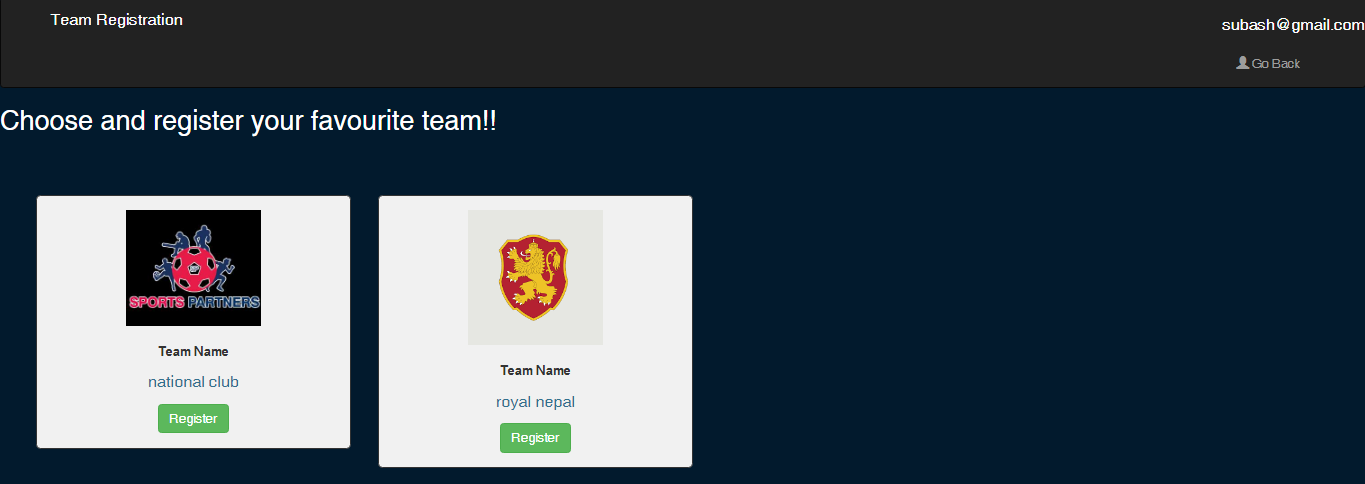 Team Registration
subash@gmail.com
Go Back
Choose and register your favourite team!!
SPORTS PARTNERS
Team Name
national club
Register
Team Name
royal nepal
Register